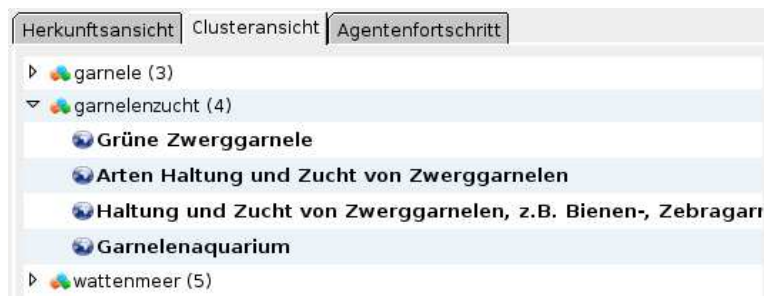 Herkunftsansicht Clusteransicht Agentenfortschritt
garnele (3)
garnelenzucht (4)
Grüne Zwerggarnele
Arten Haltung und Zucht von Zwerggarnelen
Haltung und Zucht von Zwerggarnelen, z.B. Bienen-,
Garnelenaquarium
wattenmeer (5)